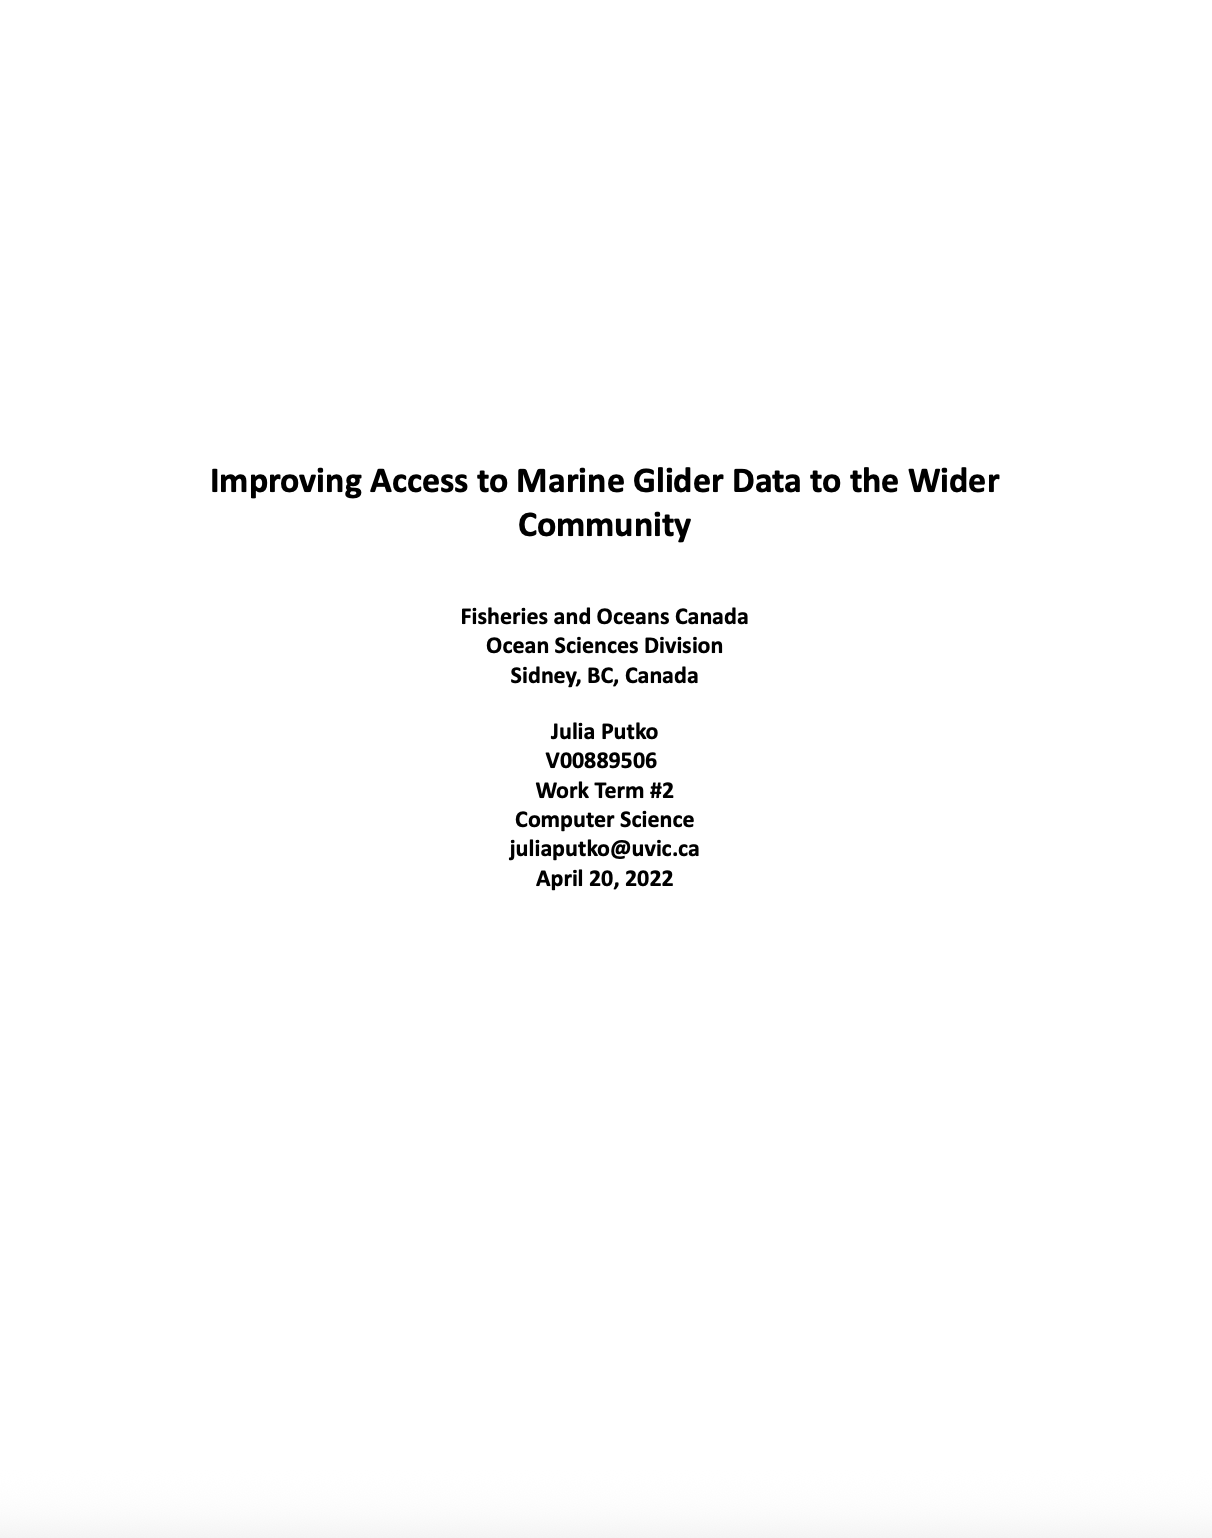 Improving Access to Marine Glider Data to the Wider
Community
Fisheries and Oceans Canada
Ocean Sciences Division
Sidney, BC, Canada
Julia Putko
V00889506
Work Term #2
Computer Science
juliaputko@uvic.ca
April 20, 2022